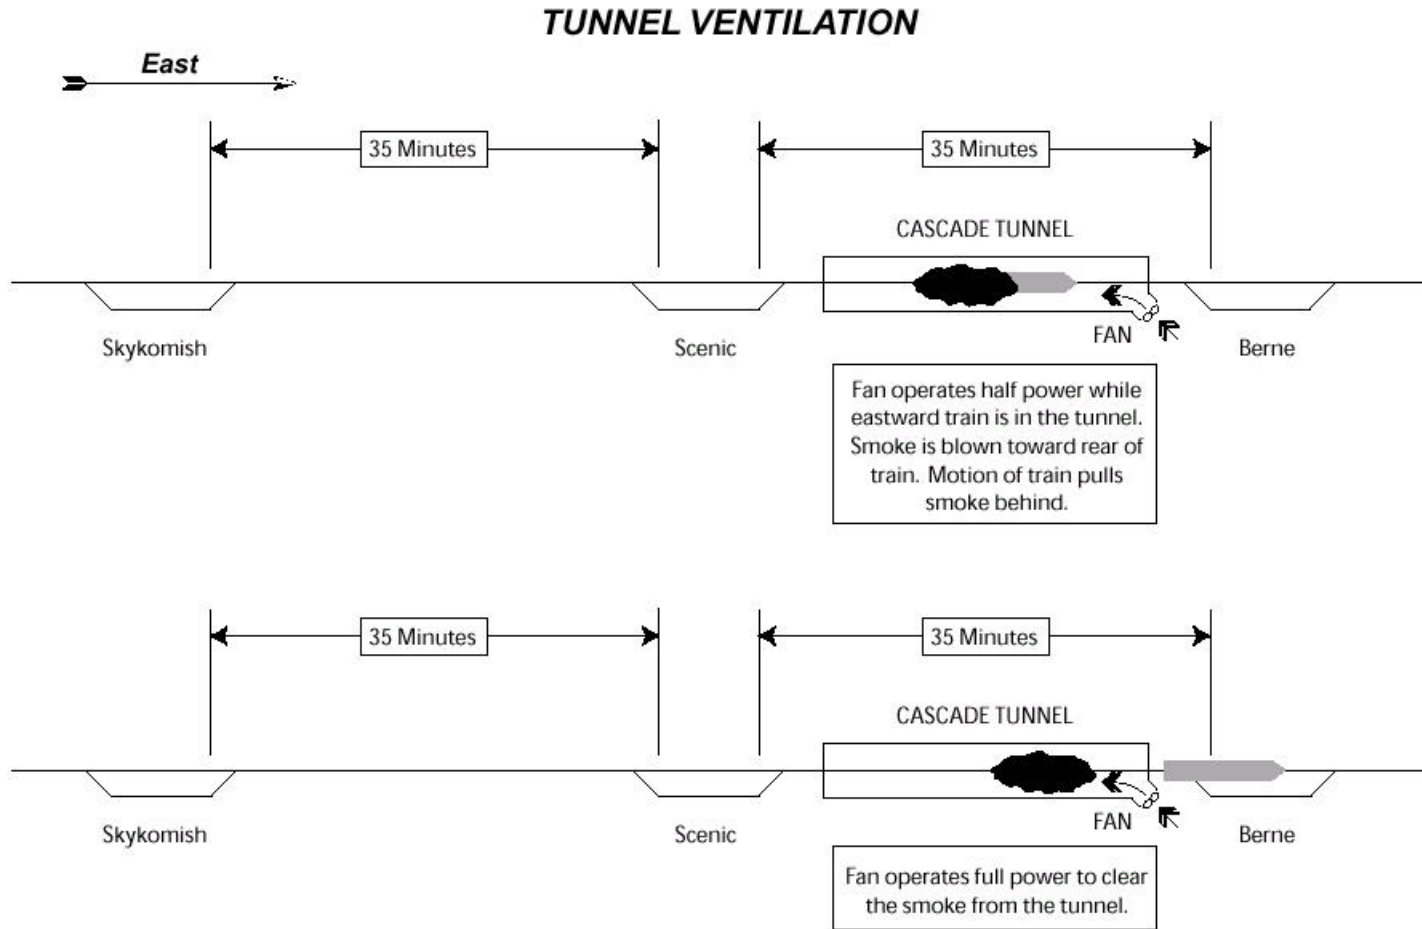 TUNNEL VENTILATION
East
35 Minutes
35 Minutes
CASCADE TUNNEL
FAN
Skykomish
Scenic
Berne
Fan operates half power while
eastward train is in the tunnel.
Smoke is blown toward rear of
train. Motion of train pulls
smoke behind.
35 Minutes
35 Minutes
CASCADE TUNNEL
FAN
Skykomish
Scenic
Berne
Fan operates full power to clear
the smoke from the tunnel.